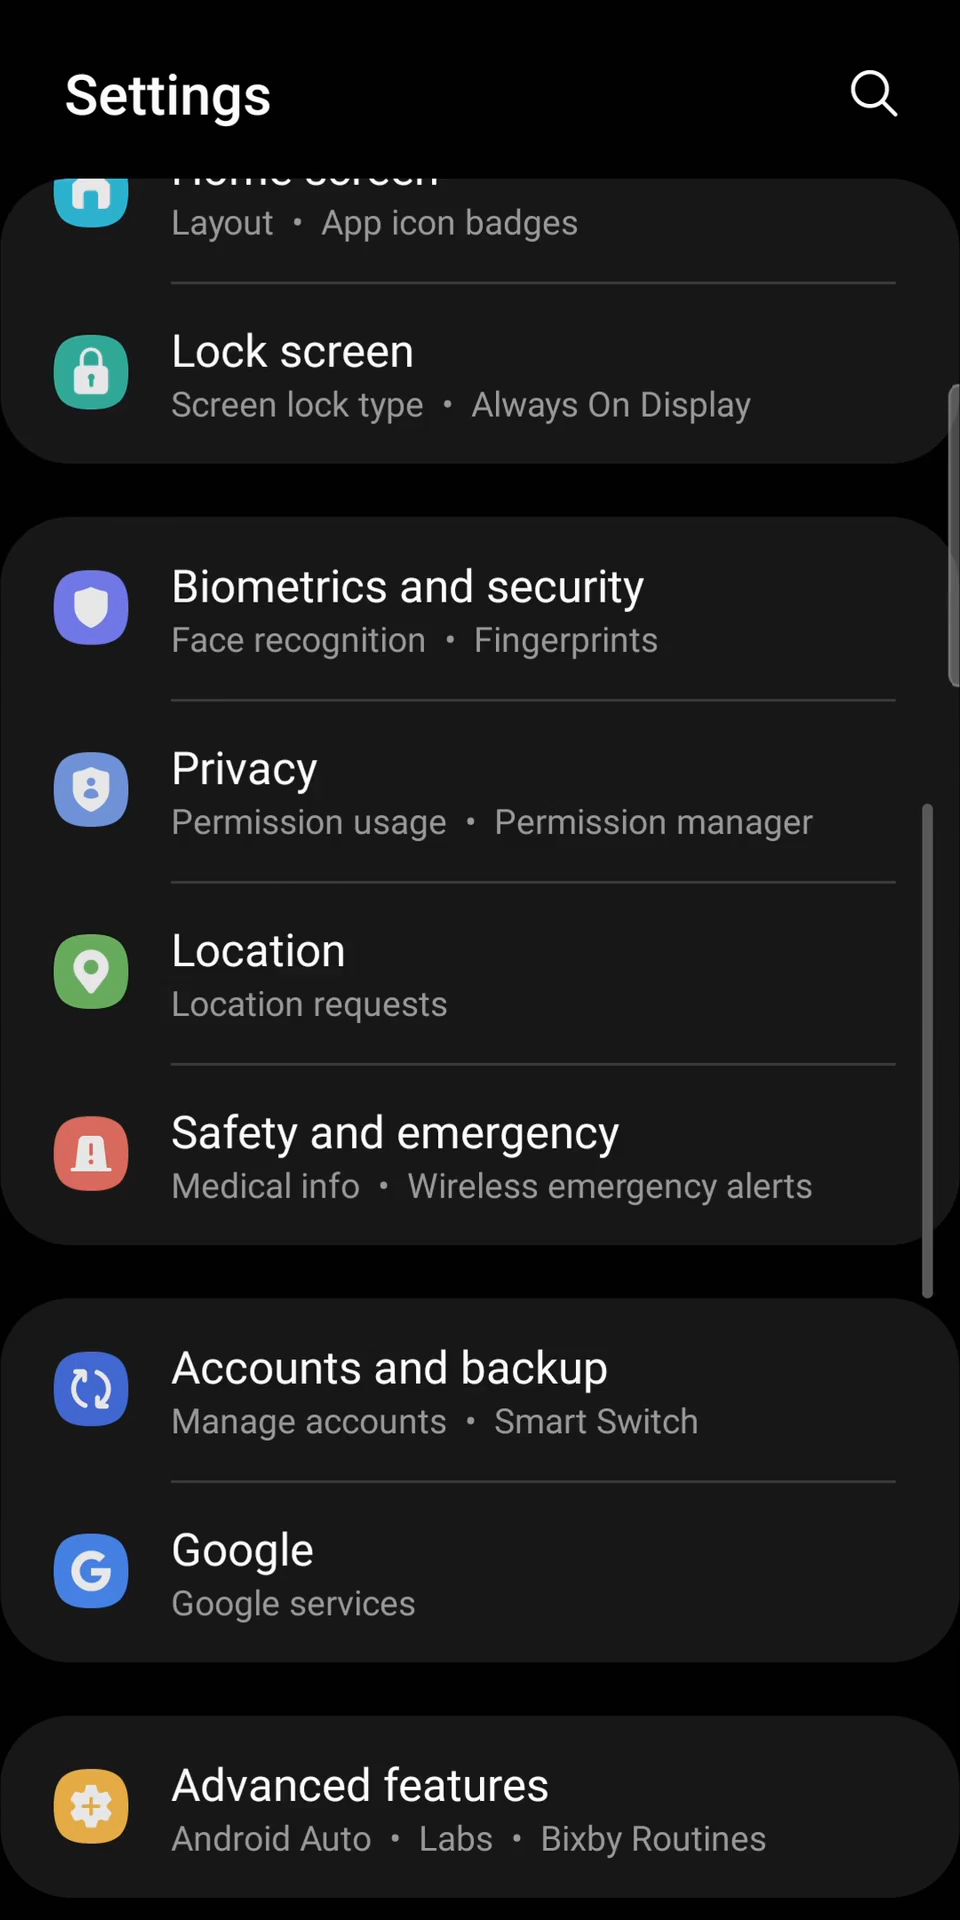 Settings
Home screen
Layout • App icon badges
Lock screen
Screen lock type • Always On Display
Biometrics and security
Face recognition • Fingerprints
Privacy
Permission usage • Permission manager
Location
Location requests
Safety and emergency
Medical info • Wireless emergency alerts
Accounts and backup
Manage accounts • Smart Switch
Google
Google services
Advanced features
Android Auto • Labs • Bixby Routines